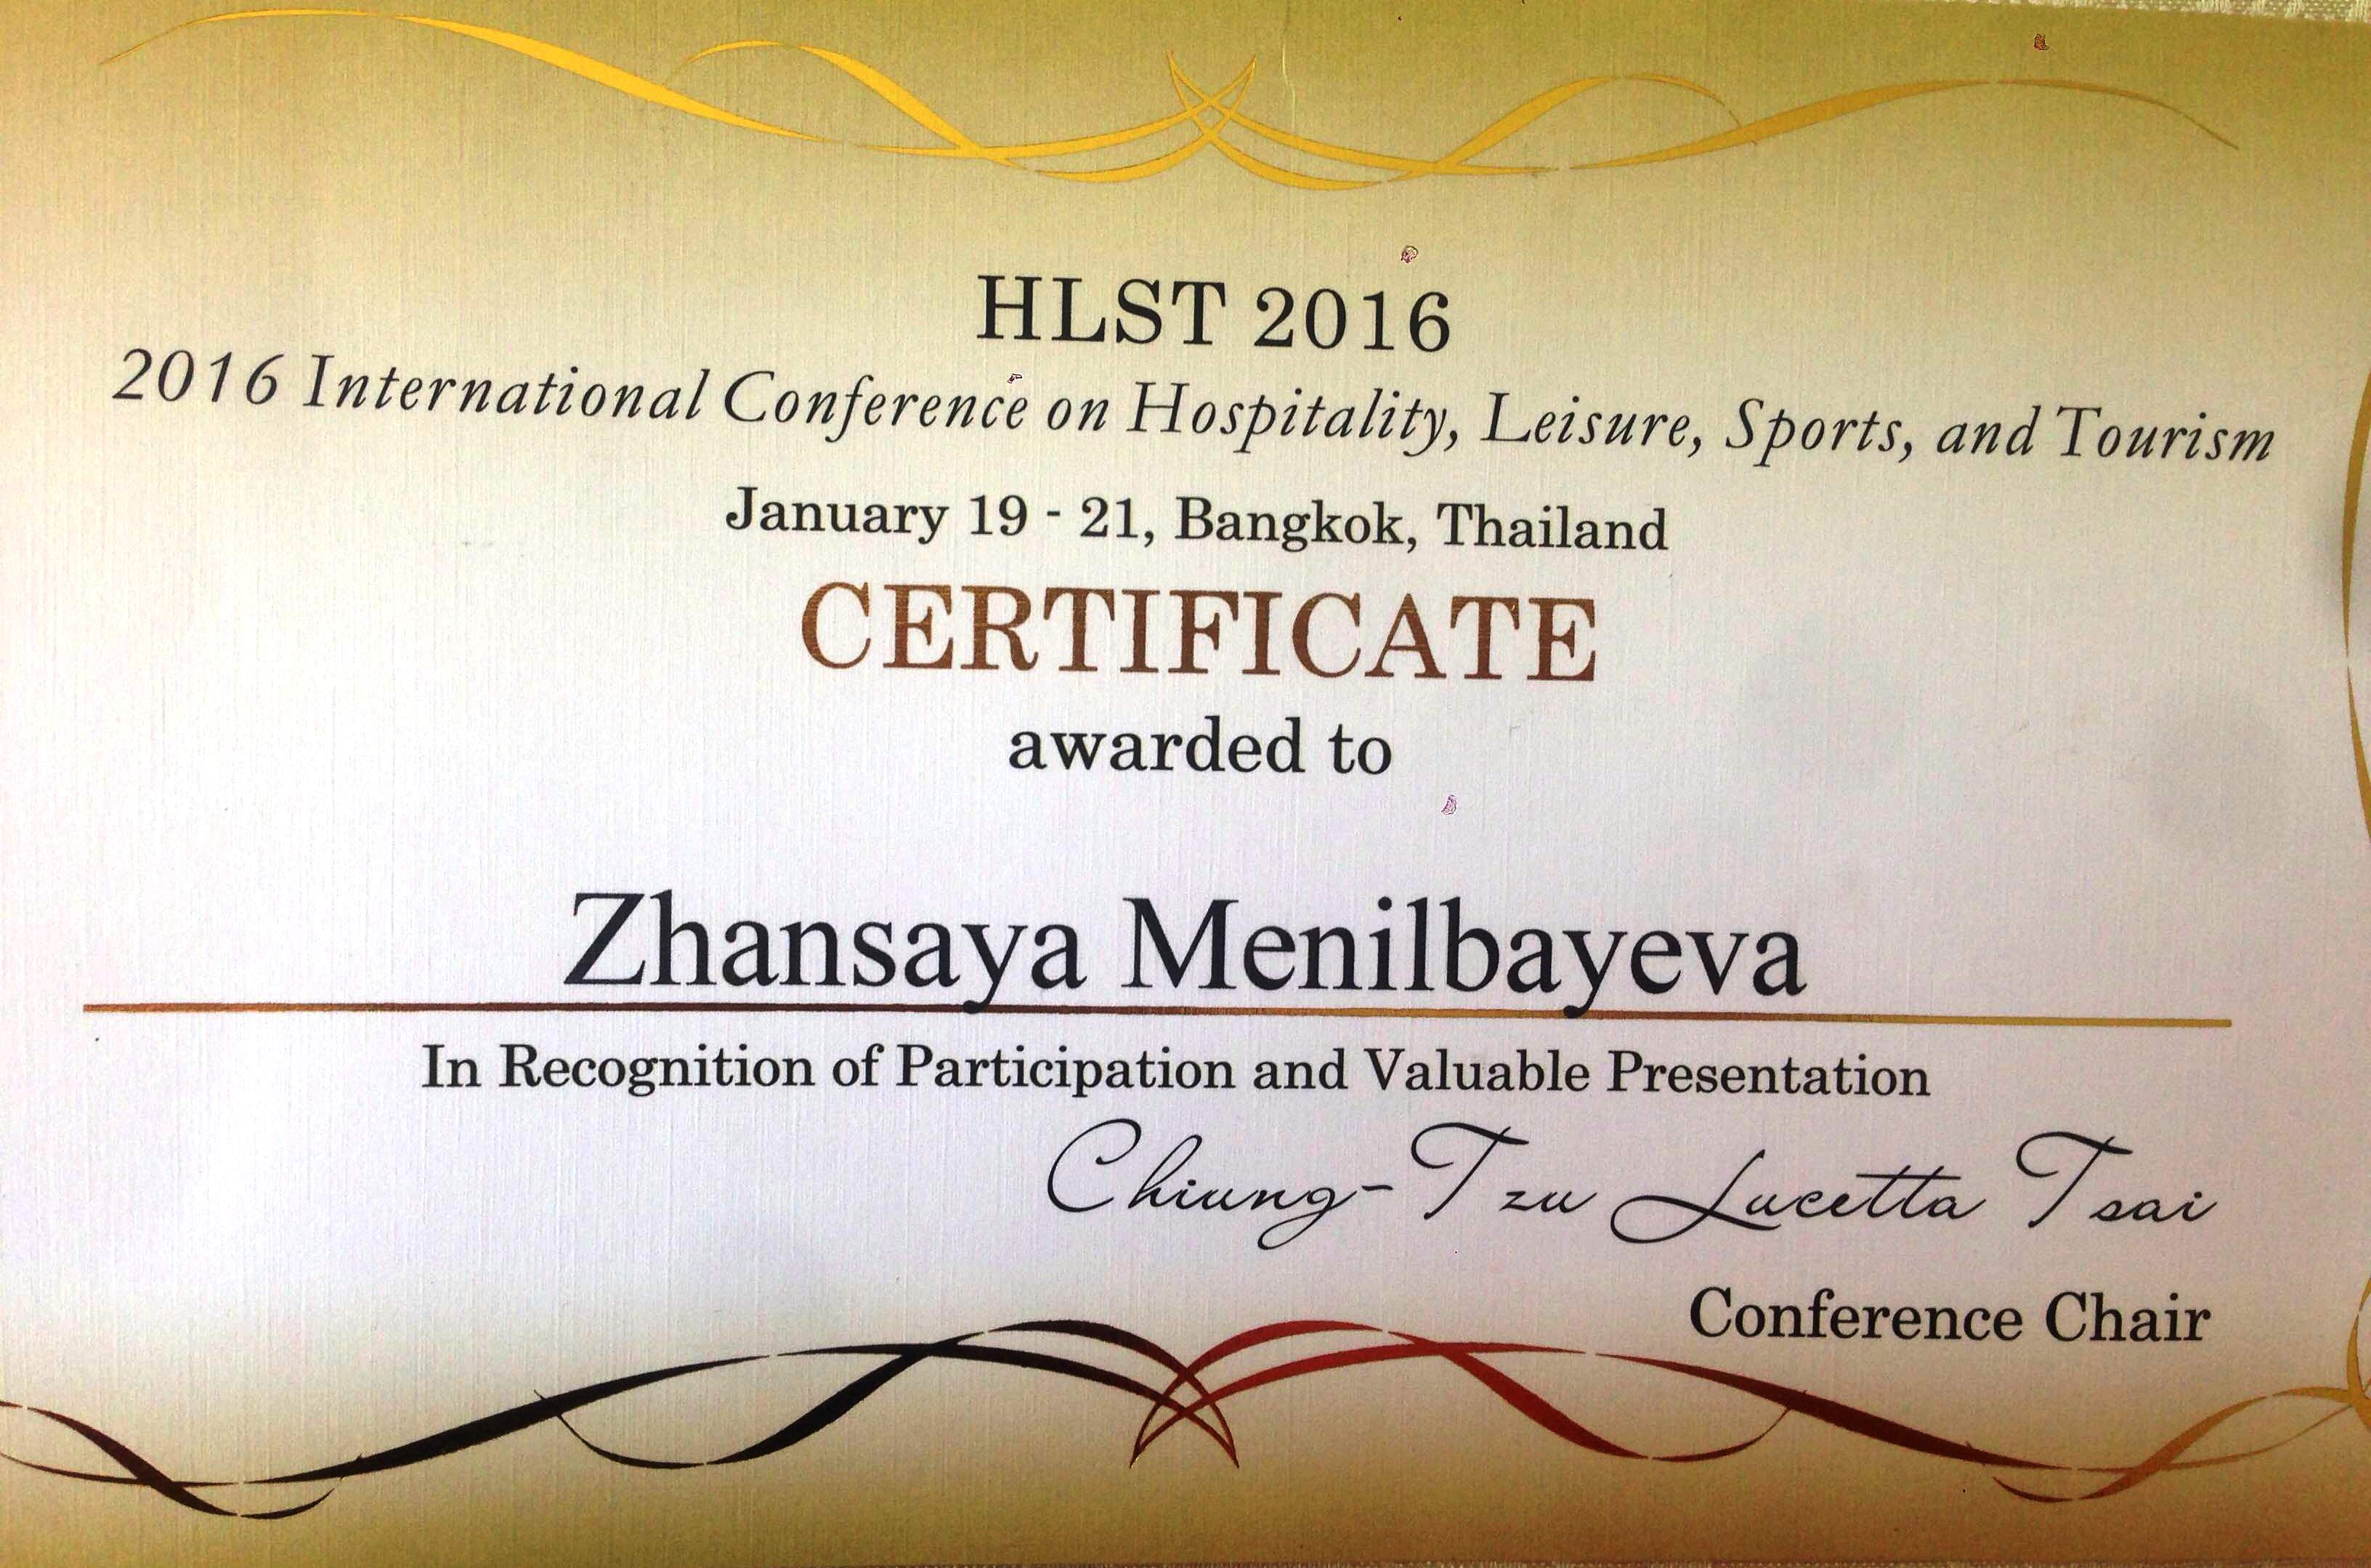 HLST 2016
2016 International Conference on Hospitality, Leisure, Sports, and Tourism
January 19 - 21, Bangkok, Thailand
CERTIFICATE
awarded to
Zhansaya Menilbayeva
In Recognition of Participation and Valuable Presentation
Chiung-Tzu Lucetta Tsai
Conference Chair